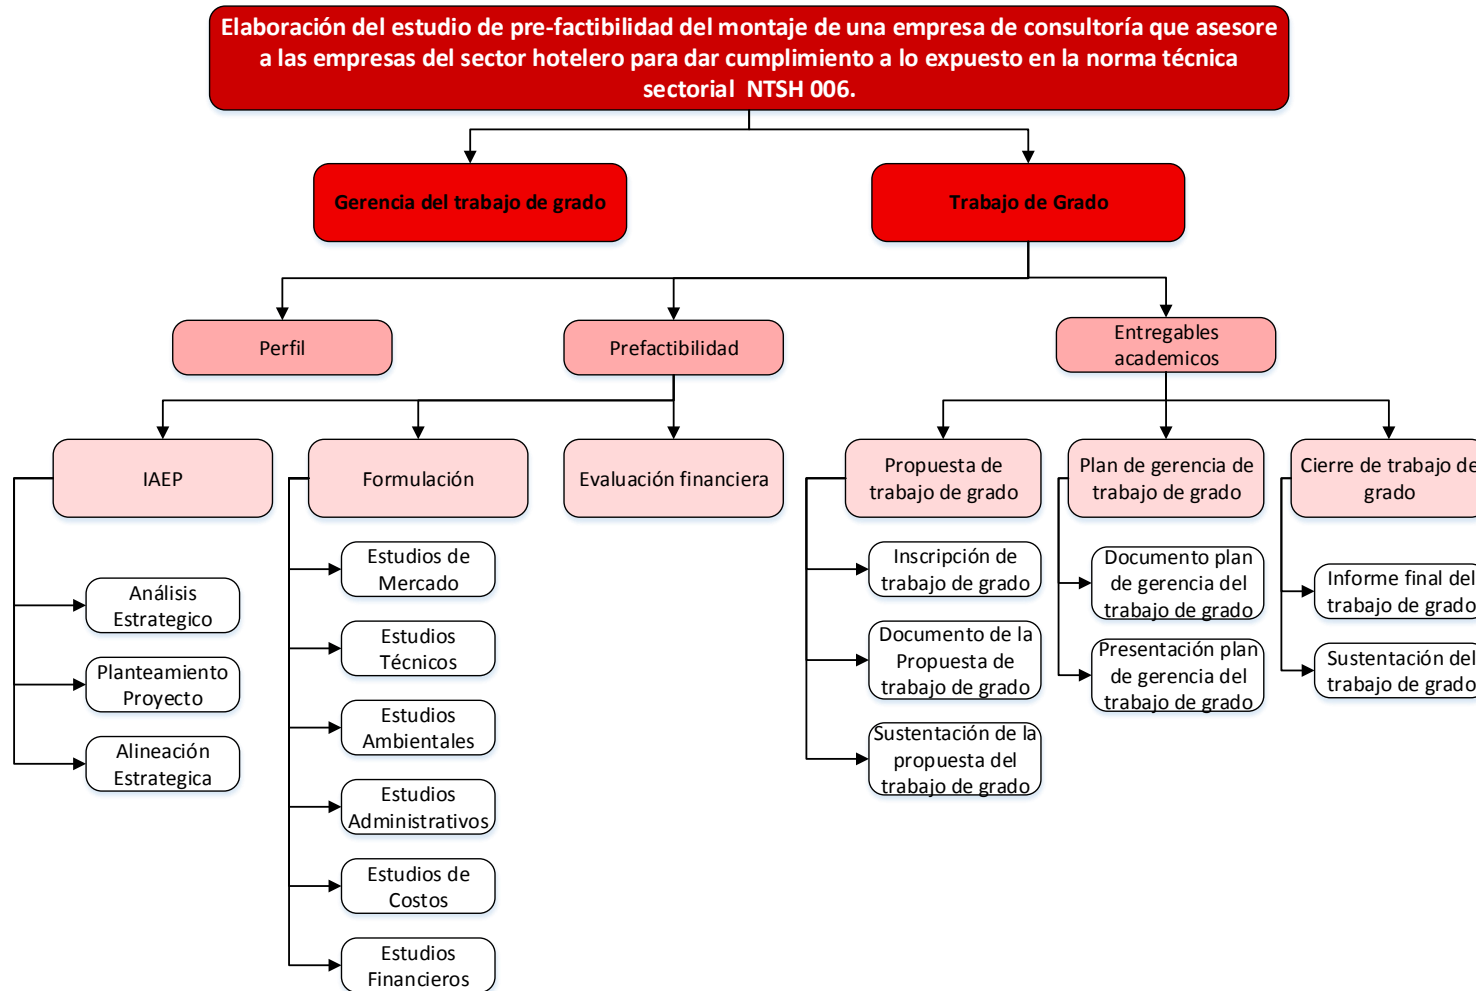 Elaboración del estudio de pre-factibilidad del montaje de una empresa de consultoría que asesore
a las empresas del sector hotelero para dar cumplimiento a lo expuesto en la norma técnica
sectorial NTSH 006.
Gerencia del trabajo de grado
Trabajo de Grado
Perfil
Prefactibilidad
Entregables
academicos
IAEP
Formulación
Evaluación financiera
Propuesta de
trabajo de grado
Plan de gerencia de
trabajo de grado
Cierre de trabajo de
grado
Análisis
Estrategico
Planteamiento
Proyecto
Alineación
Estrategica
Estudios de
Mercado
Estudios
Técnicos
Estudios
Ambientales
Estudios
Administrativos
Estudios de
Costos
Estudios
Financieros
Inscripción de
trabajo de grado
Documento de la
Propuesta de
trabajo de grado
Sustentación de la
propuesta del
trabajo de grado
Documento plan
de gerencia del
trabajo de grado
Presentación plan
de gerencia del
trabajo de grado
Informe final del
trabajo de grado
Sustentación del
trabajo de grado